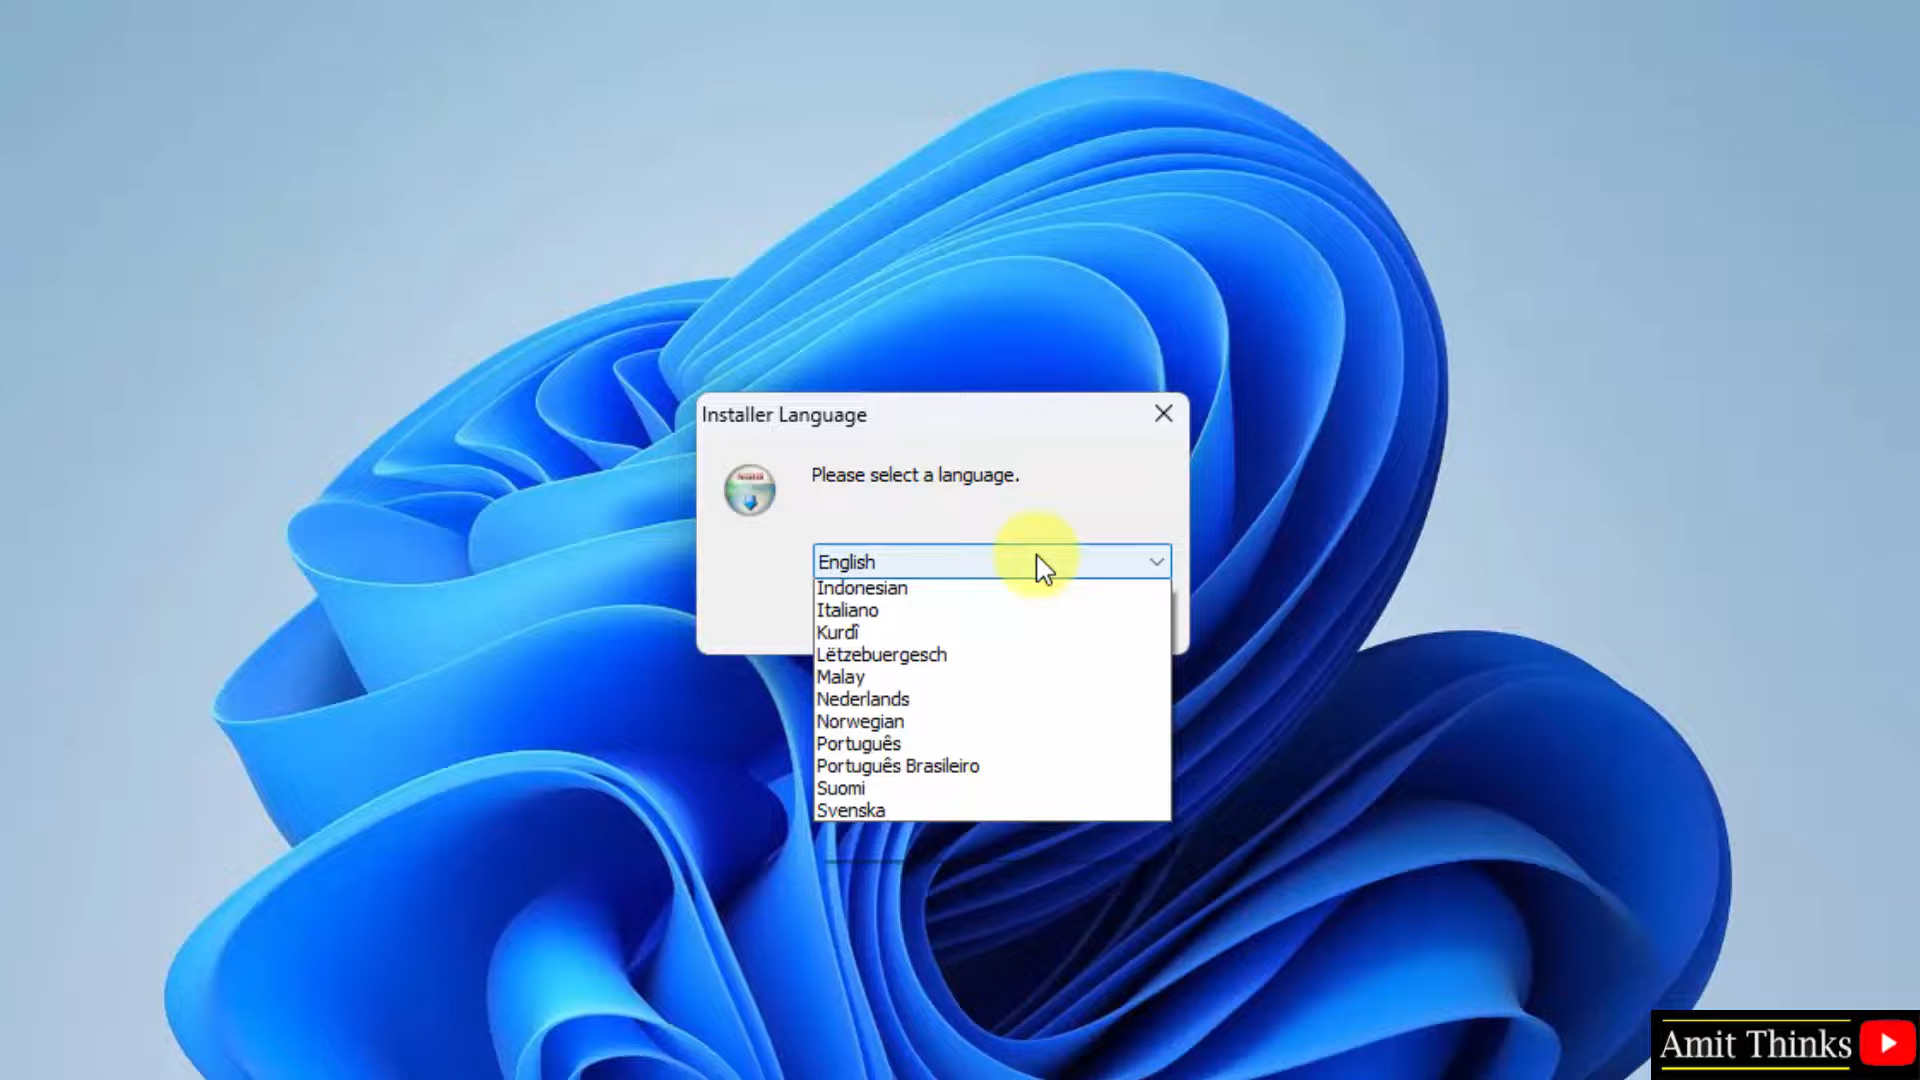 Installer Language
Please select a language.
English
Indonesian
Italiano
Kurdî
Lëtzebuergesch
Malay
Nederlands
Norwegian
Português
Português Brasileiro
Suomi
Svenska
Amit Thinks